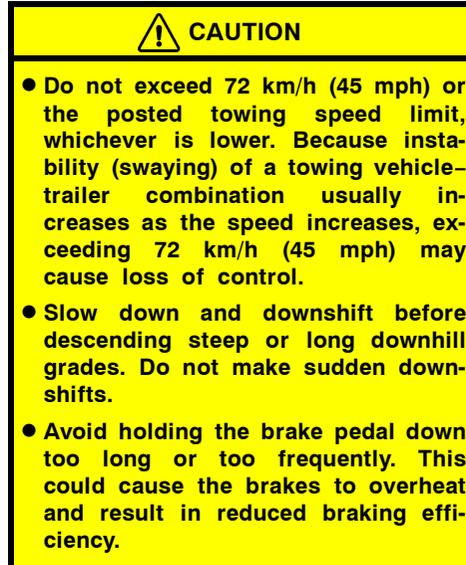 CAUTION
● Do not exceed 72 km/h (45 mph) or
the posted towing speed limit,
whichever is lower. Because insta-
bility (swaying) of a towing vehicle–
trailer combination usually in-
creases as the speed increases, ex-
ceeding 72 km/h (45 mph) may
cause loss of control.
● Slow down and downshift before
descending steep or long downhill
grades. Do not make sudden down-
shifts.
● Avoid holding the brake pedal down
too long or too frequently. This
could cause the brakes to overheat
and result in reduced braking effi-
ciency.